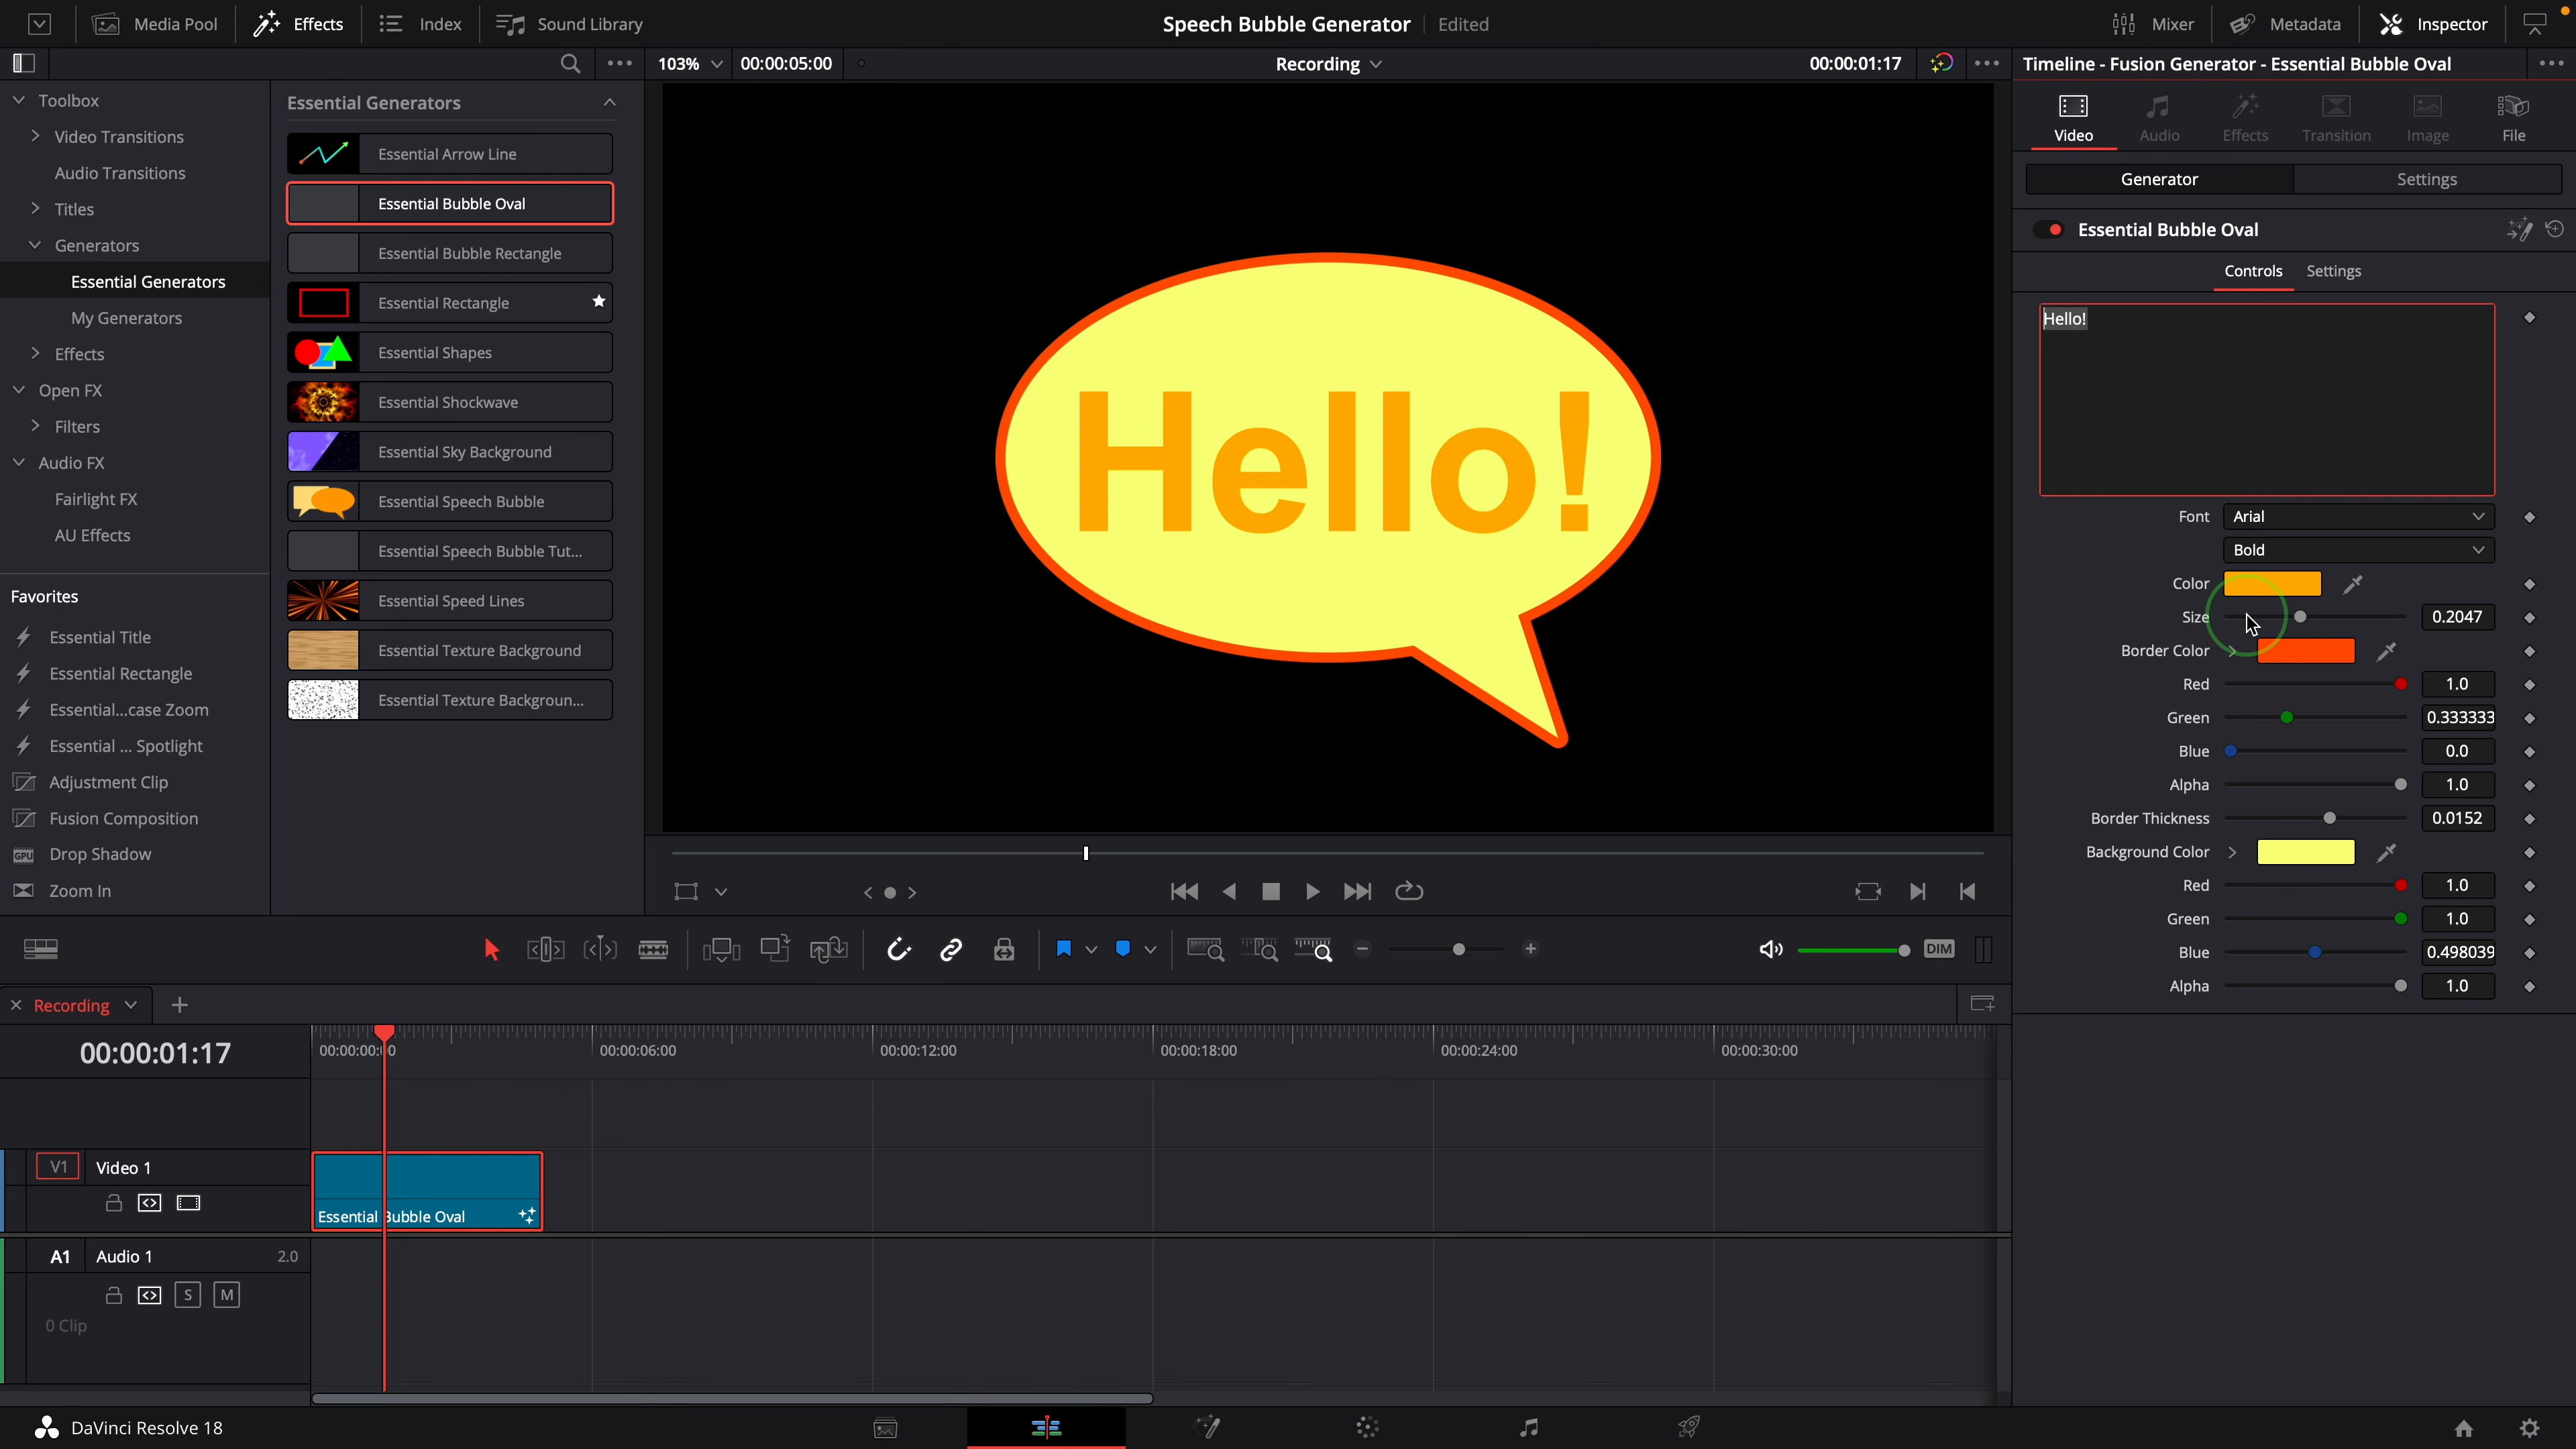 Media Pool
Effects
Index
Sound Library
Speech Bubble Generator
Edited
Mixer
Metadata
Inspector
103%
00:00:05:00
Recording
00:00:01:17
Timeline - Fusion Generator - Essential Bubble Oval
Toolbox
Video Transitions
Audio Transitions
Titles
Generators
Essential Generators
My Generators
Effects
Open FX
Filters
Audio FX
Fairlight FX
AU Effects
Favorites
Essential Title
Essential Rectangle
Essential...case Zoom
Essential ... Spotlight
Adjustment Clip
Fusion Composition
GPU
Drop Shadow
Zoom In
Essential Generators
Essential Arrow Line
Essential Bubble Oval
Essential Bubble Rectangle
Essential Rectangle
Essential Shapes
Essential Shockwave
Essential Sky Background
Essential Speech Bubble
Essential Speech Bubble Tut...
Essential Speed Lines
Essential Texture Background
Essential Texture Backgroun...
Hello!
Video
Audio
Effects
Transition
Image
File
Generator
Settings
Essential Bubble Oval
Controls
Settings
Hello!
Font Arial
Bold
Color
Size 0.2047
Border Color
Red 1.0
Green 0.333333
Blue 0.0
Alpha 1.0
Border Thickness 0.0152
Background Color
Red 1.0
Green 1.0
Blue 0.498039
Alpha 1.0
DIM
Recording
00:00:01:17
00:00:00:00
00:00:06:00
00:00:12:00
00:00:18:00
00:00:24:00
00:00:30:00
V1 Video 1
Essential Bubble Oval
A1 Audio 1 2.0
S M
0 Clip
DaVinci Resolve 18